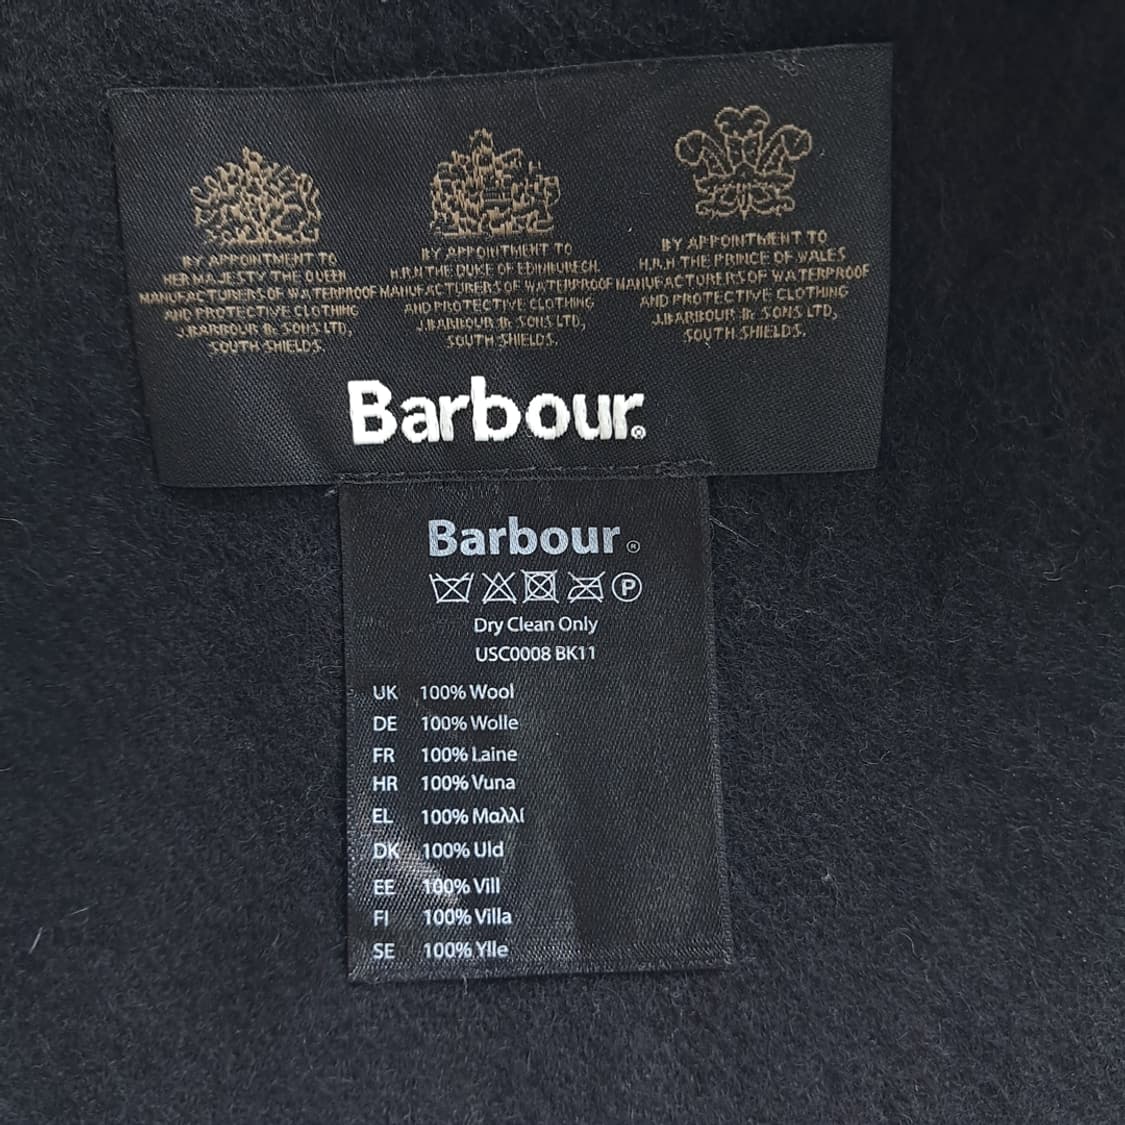 BY APPOINTMENT TO
HER MAJESTY THE QUEEN
MANUFACTURERS OF WATERPROOF
AND PROTECTIVE CLOTHING
J.BARBOUR & SONS LTD,
SOUTH SHIELDS.
BY APPOINTMENT TO
H.R.H THE DUKE OF EDINBURGH
MANUFACTURERS OF WATERPROOF
AND PROTECTIVE CLOTHING
J.BARBOUR & SONS LTD,
SOUTH SHIELDS.
BY APPOINTMENT TO
H.R.H THE PRINCE OF WALES
MANUFACTURERS OF WATERPROOF
AND PROTECTIVE CLOTHING
J.BARBOUR & SONS LTD,
SOUTH SHIELDS.
Barbour.®
Barbour.®
P
Dry Clean Only
USC0008 BK11
UK 100% Wool
DE 100% Wolle
FR 100% Laine
HR 100% Vuna
EL 100% Μαλλί
DK 100% Uld
EE 100% Vill
FI 100% Villa
SE 100% Ylle